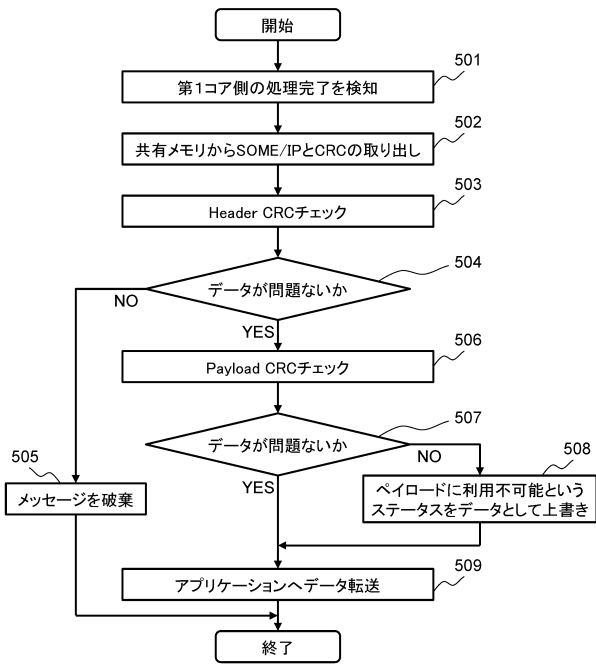 開始
501
第1コア側の処理完了を検知
502
共有メモリからSOME/IPとCRCの取り出し
503
Header CRCチェック
504
データが問題ないか
NO
YES
506
Payload CRCチェック
507
データが問題ないか
NO
YES
505
メッセージを破棄
508
ペイロードに利用不可能という
ステータスをデータとして上書き
509
アプリケーションへデータ転送
終了